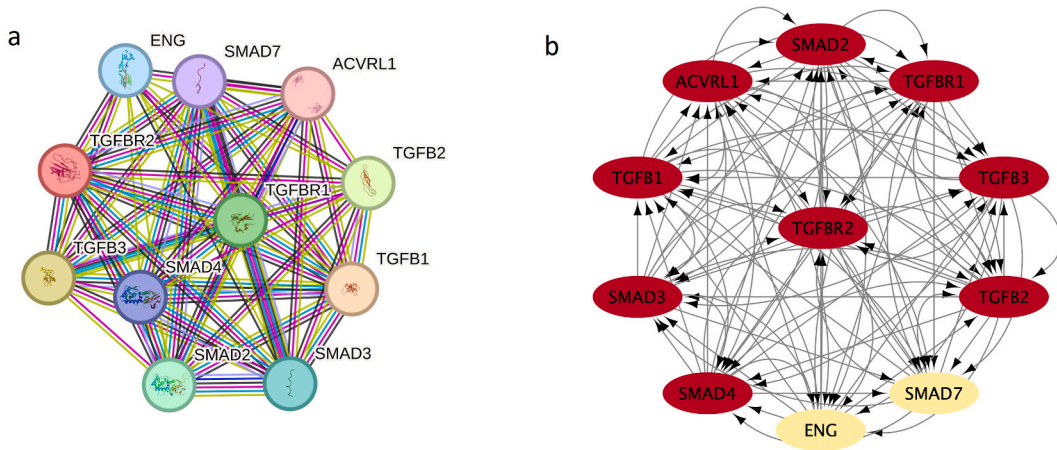 a
ENG
SMAD7
ACVRL1
TGFBR2
TGFB2
TGFBR1
TGFB3
SMAD4
TGFB1
SMAD2
SMAD3
b
SMAD2
ACVRL1
TGFBR1
TGFB1
TGFB3
TGFBR2
SMAD3
TGFB2
SMAD4
SMAD7
ENG